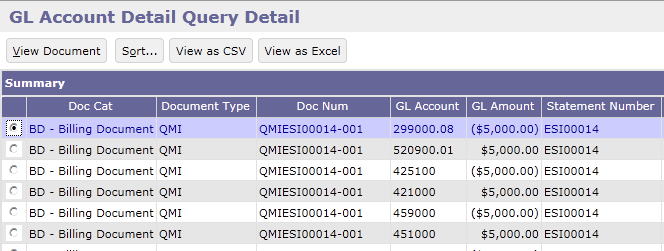 GL Account Detail Query Detail
View Document Sort... View as CSV View as Excel
Summary
Doc Cat Document Type Doc Num GL Account GL Amount Statement Number
BD - Billing Document QMI QMIESI00014-001 299000.08 ($5,000.00) ESI00014
BD - Billing Document QMI QMIESI00014-001 520900.01 $5,000.00 ESI00014
BD - Billing Document QMI QMIESI00014-001 425100 ($5,000.00) ESI00014
BD - Billing Document QMI QMIESI00014-001 421000 $5,000.00 ESI00014
BD - Billing Document QMI QMIESI00014-001 459000 ($5,000.00) ESI00014
BD - Billing Document QMI QMIESI00014-001 451000 $5,000.00 ESI00014